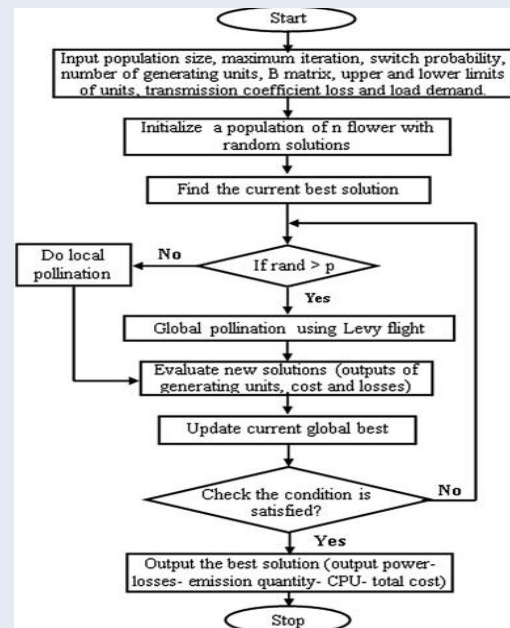 Start
Input population size, maximum iteration, switch probability,
number of generating units, B matrix, upper and lower limits
of units, transmission coefficient loss and load demand.
Initialize a population of n flower with
random solutions
Find the current best solution
If rand > p
No
Do local
pollination
Yes
Global pollination using Levy flight
Evaluate new solutions (outputs of
generating units, cost and losses)
Update current global best
Check the condition is
satisfied?
No
Yes
Output the best solution (output power-
losses- emission quantity- CPU- total cost)
Stop